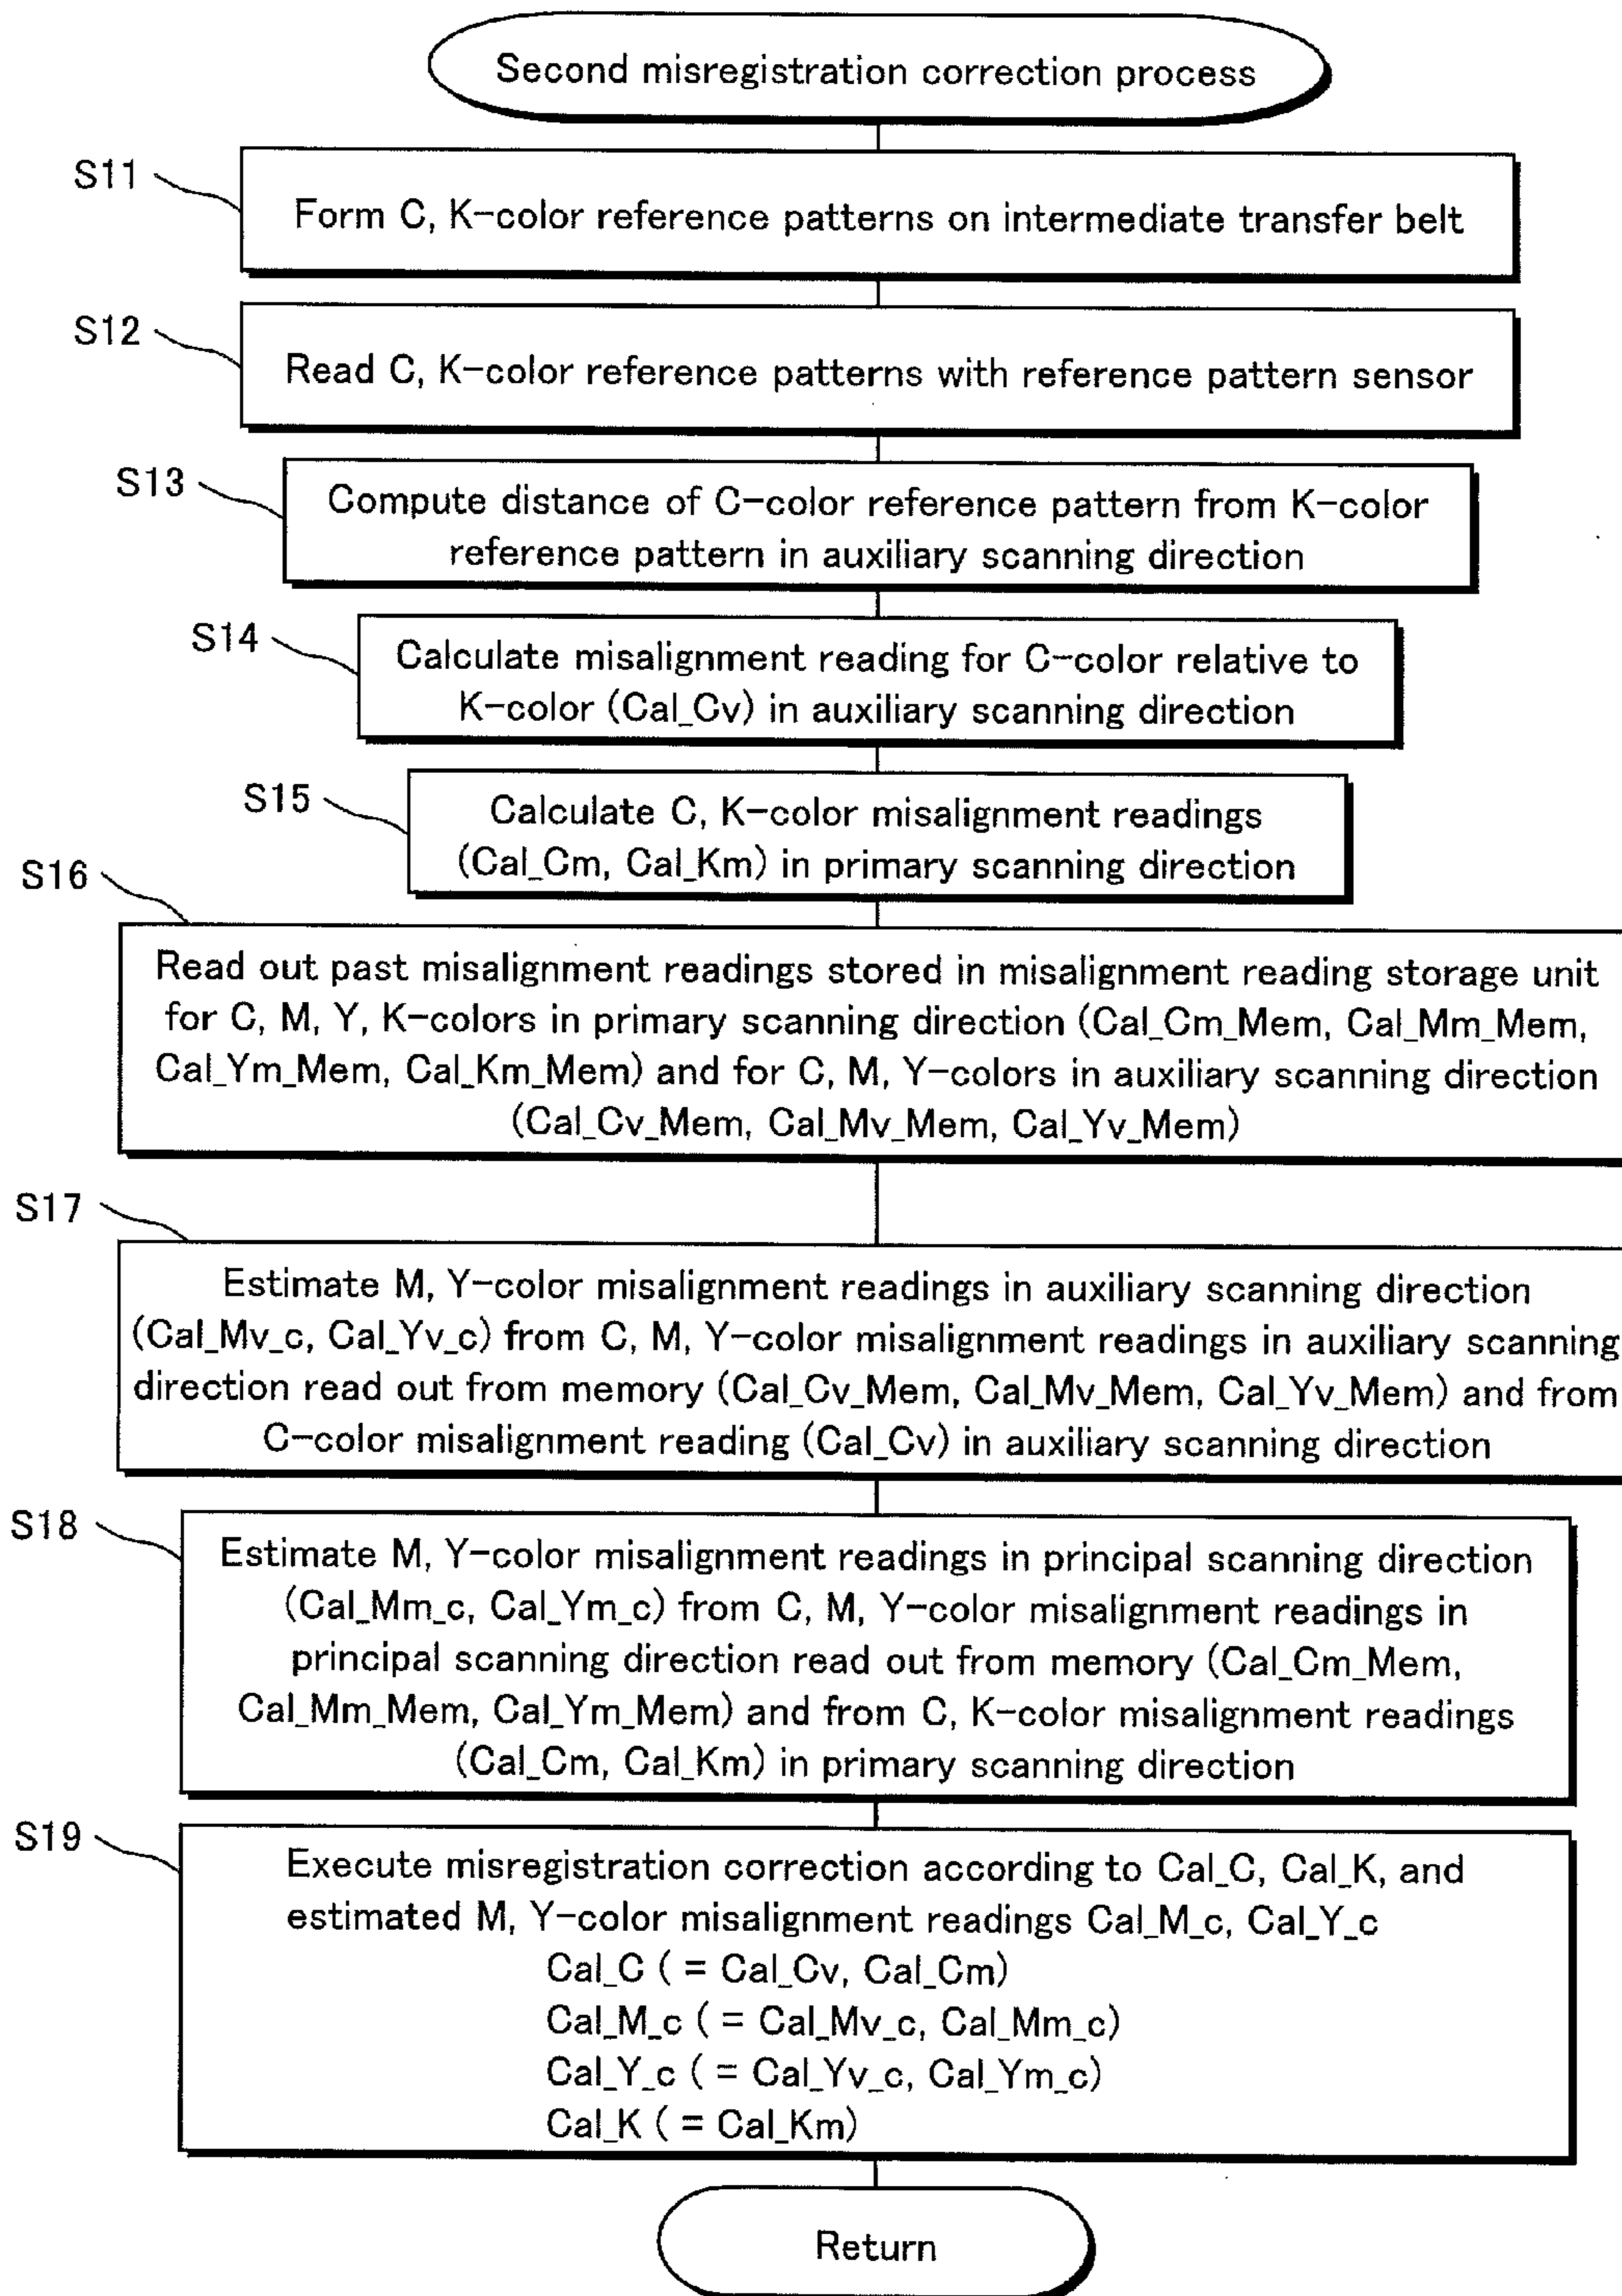 Second misregistration correction process
S11
Form C, K-color reference patterns on intermediate transfer belt
S12
Read C, K-color reference patterns with reference pattern sensor
S13
Compute distance of C-color reference pattern from K-color
reference pattern in auxiliary scanning direction
S14
Calculate misalignment reading for C-color relative to
K-color (Cal_Cv) in auxiliary scanning direction
S15
Calculate C, K-color misalignment readings
(Cal_Cm, Cal_Km) in primary scanning direction
S16
Read out past misalignment readings stored in misalignment reading storage unit
for C, M, Y, K-colors in primary scanning direction (Cal_Cm_Mem, Cal_Mm_Mem,
Cal_Ym_Mem, Cal_Km_Mem) and for C, M, Y-colors in auxiliary scanning direction
(Cal_Cv_Mem, Cal_Mv_Mem, Cal_Yv_Mem)
S17
Estimate M, Y-color misalignment readings in auxiliary scanning direction
(Cal_Mv_c, Cal_Yv_c) from C, M, Y-color misalignment readings in auxiliary scanning
direction read out from memory (Cal_Cv_Mem, Cal_Mv_Mem, Cal_Yv_Mem) and from
C-color misalignment reading (Cal_Cv) in auxiliary scanning direction
S18
Estimate M, Y-color misalignment readings in principal scanning direction
(Cal_Mm_c, Cal_Ym_c) from C, M, Y-color misalignment readings in
principal scanning direction read out from memory (Cal_Cm_Mem,
Cal_Mm_Mem, Cal_Ym_Mem) and from C, K-color misalignment readings
(Cal_Cm, Cal_Km) in primary scanning direction
S19
Execute misregistration correction according to Cal_C, Cal_K, and
estimated M, Y-color misalignment readings Cal_M_c, Cal_Y_c
Cal_C ( = Cal_Cv, Cal_Cm)
Cal_M_c ( = Cal_Mv_c, Cal_Mm_c)
Cal_Y_c ( = Cal_Yv_c, Cal_Ym_c)
Cal_K ( = Cal_Km)
Return